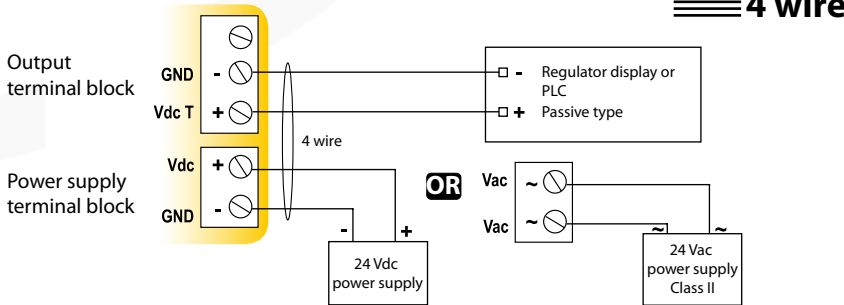 4 wire
Output
terminal block
GND
-
Vdc T
+
- Regulator display or
PLC
+ Passive type
4 wire
Power supply
terminal block
Vdc
+
GND
-
- +
24 Vdc
power supply
OR
Vac
~
Vac
~
~ ~
24 Vac
power supply
Class II